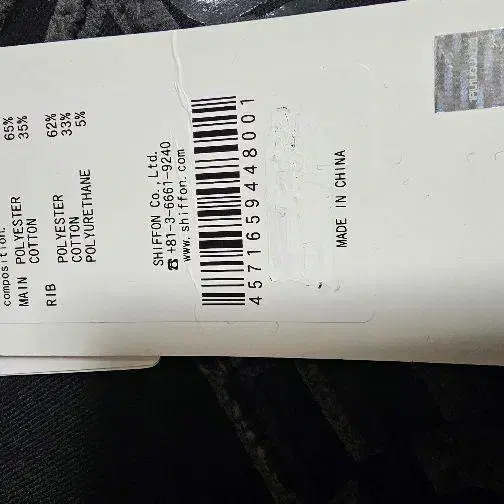 composition:
MAIN POLYESTER 65%
COTTON 35%
RIB POLYESTER 62%
COTTON 33%
POLYURETHANE 5%
SHIFFON Co., Ltd.
☎+81-3-6661-9240
www.shiffon.com
4571659448001
MADE IN CHINA